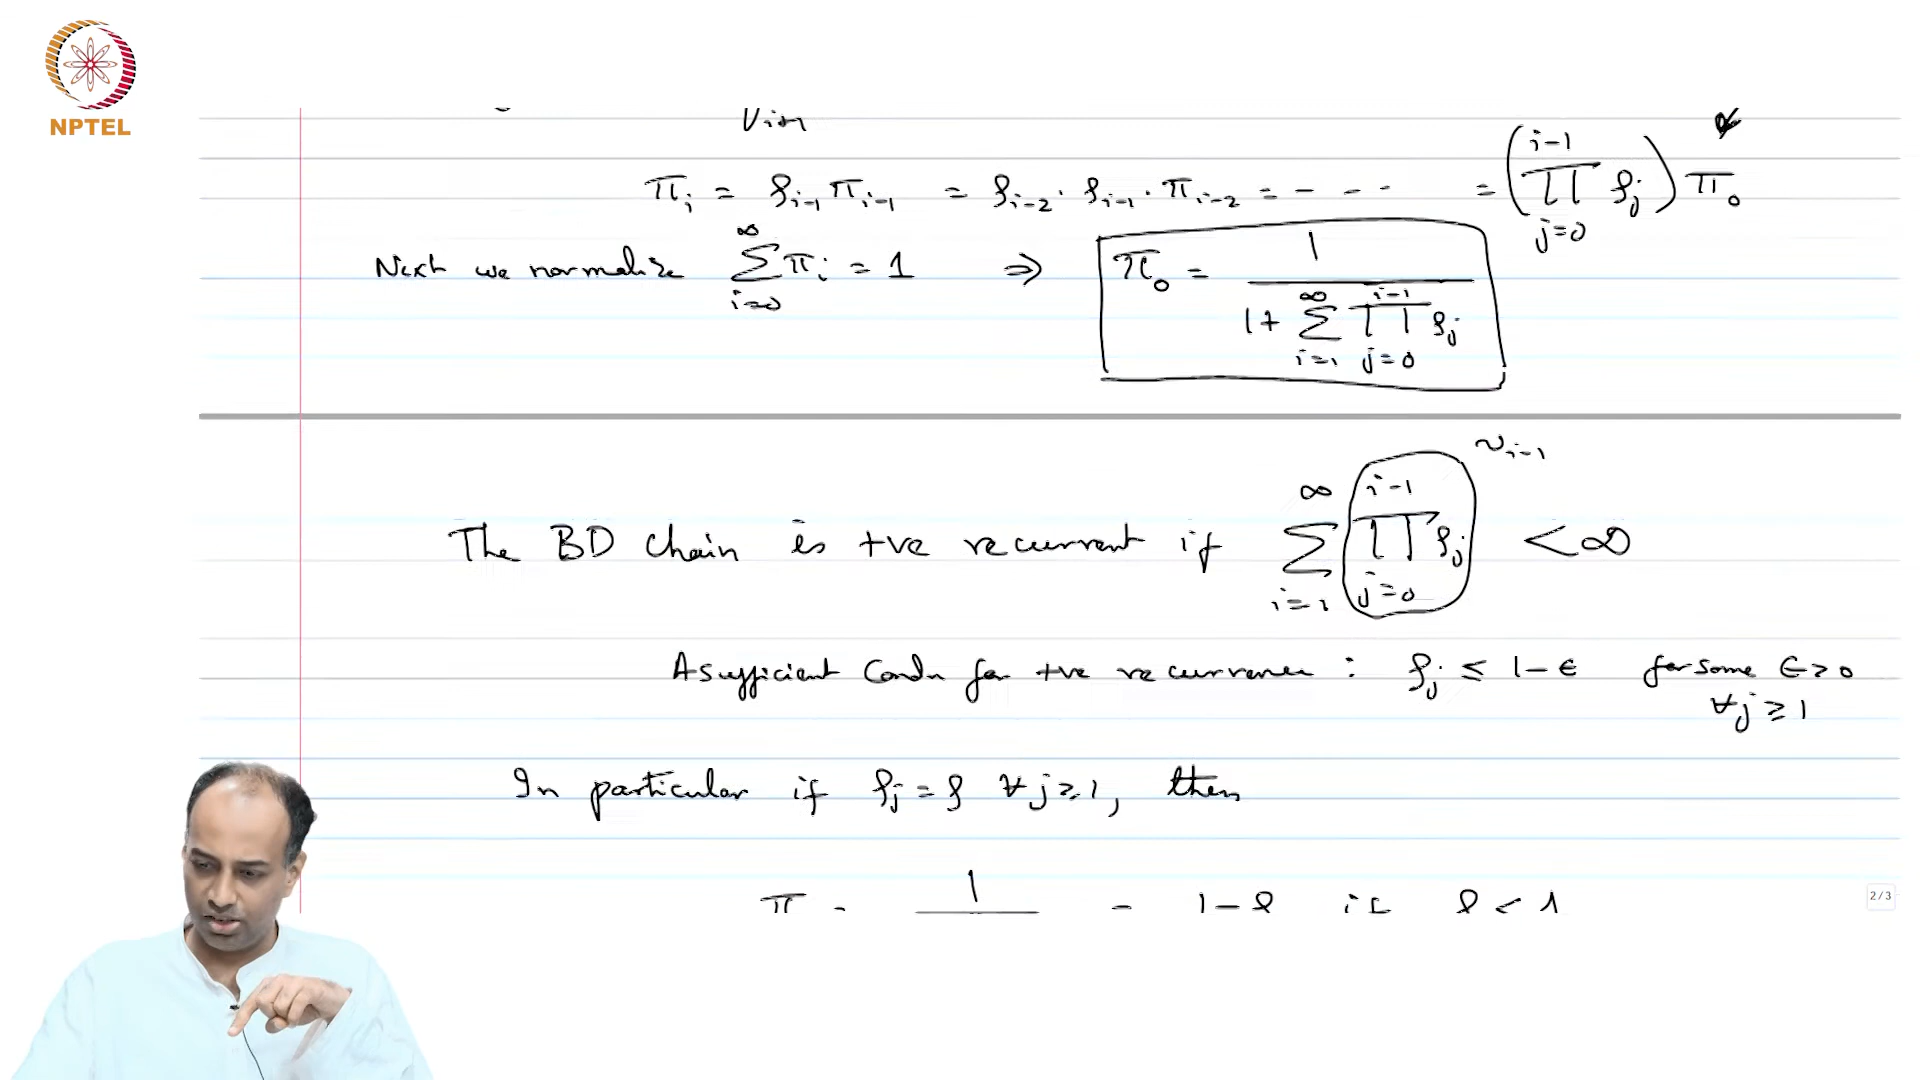 NPTEL
πᵢ = ρᵢ₋₁ πᵢ₋₁ = ρᵢ₋₂ · ρᵢ₋₁ · πᵢ₋₂ = - - - - = (∏_{j=0}^{i-1} ρⱼ) π₀
Next we normalize ∑_{i=0}^{∞} πᵢ = 1 ⇒ π₀ = 1 / (1 + ∑_{i=1}^{∞} ∏_{j=0}^{i-1} ρⱼ)
The BD chain is +ve recurrent if ∑_{i=1}^{∞} ∏_{j=0}^{i-1} ρⱼ < ∞
A sufficient Condn for +ve recurrence : ρⱼ ≤ 1 - ε for some ε > 0
∀ j ≥ 1
In particular if ρⱼ = ρ ∀ j ≥ 1, then
2/3